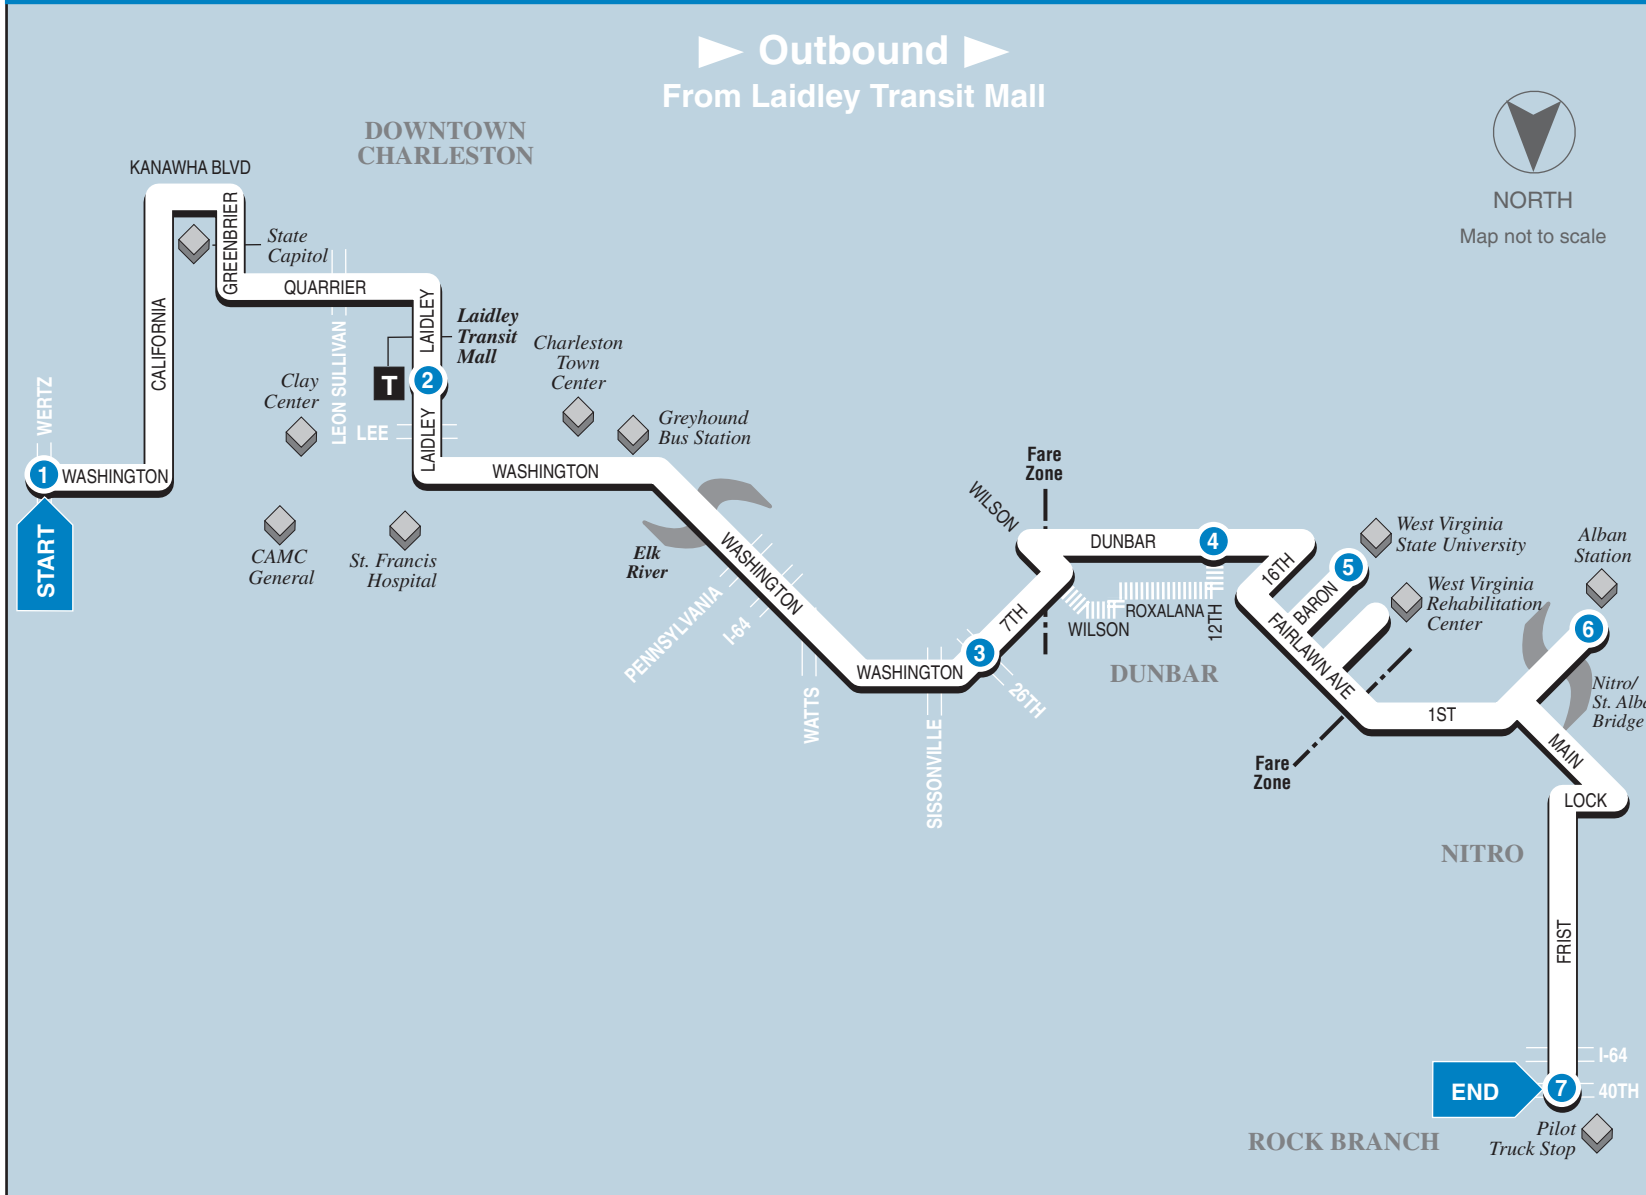 Outbound
From Laidley Transit Mall
NORTH
Map not to scale
DOWNTOWN
CHARLESTON
KANAWHA BLVD
GREENBRIER
State
Capitol
QUARRIER
CALIFORNIA
LEON SULLIVAN
LAIDLEY
Laidley
Transit
Mall
T
2
LAIDLEY
LEE
Clay
Center
Charleston
Town
Center
Greyhound
Bus Station
WERTZ
1
WASHINGTON
START
CAMC
General
St. Francis
Hospital
WASHINGTON
Elk
River
WASHINGTON
WASHINGTON
PENNSYLVANIA
I-64
WATTS
WASHINGTON
SISSONVILLE
3
26TH
7TH
WILSON
Fare
Zone
DUNBAR
4
WILSON
ROXALANA
12TH
DUNBAR
16TH
BARON
5
West Virginia
State University
West Virginia
Rehabilitation
Center
FAIRLAWN AVE
Fare
Zone
1ST
Alban
Station
6
Nitro/
St. Alba
Bridge
MAIN
LOCK
NITRO
FRIST
I-64
40TH
END
7
ROCK BRANCH
Pilot
Truck Stop